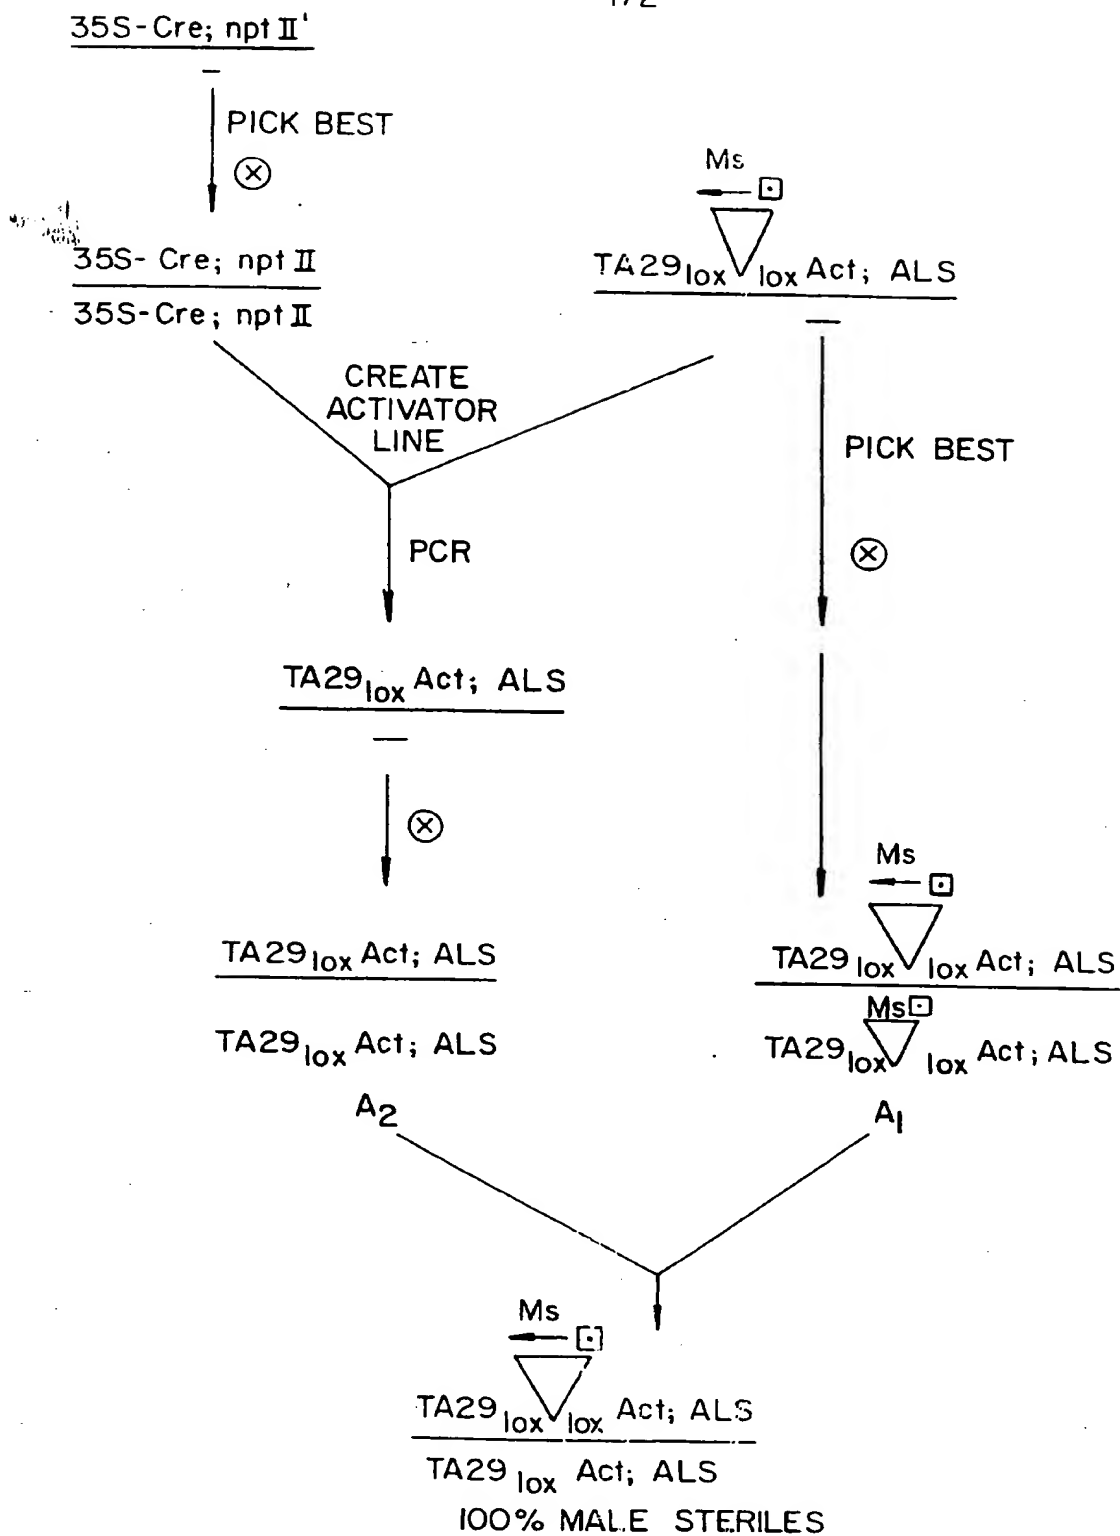 35S-Cre; npt II'
—
PICK BEST
⊗
35S- Cre; npt II
35S-Cre; npt II
Ms
TA29lox lox Act; ALS
—
CREATE
ACTIVATOR
LINE
PICK BEST
⊗
PCR
TA29lox Act; ALS
—
⊗
TA29lox Act; ALS
TA29lox Act; ALS
A2
Ms
TA29lox lox Act; ALS
Ms
TA29lox lox Act; ALS
A1
Ms
TA29lox lox Act; ALS
TA29lox Act; ALS
100% MALE STERILES